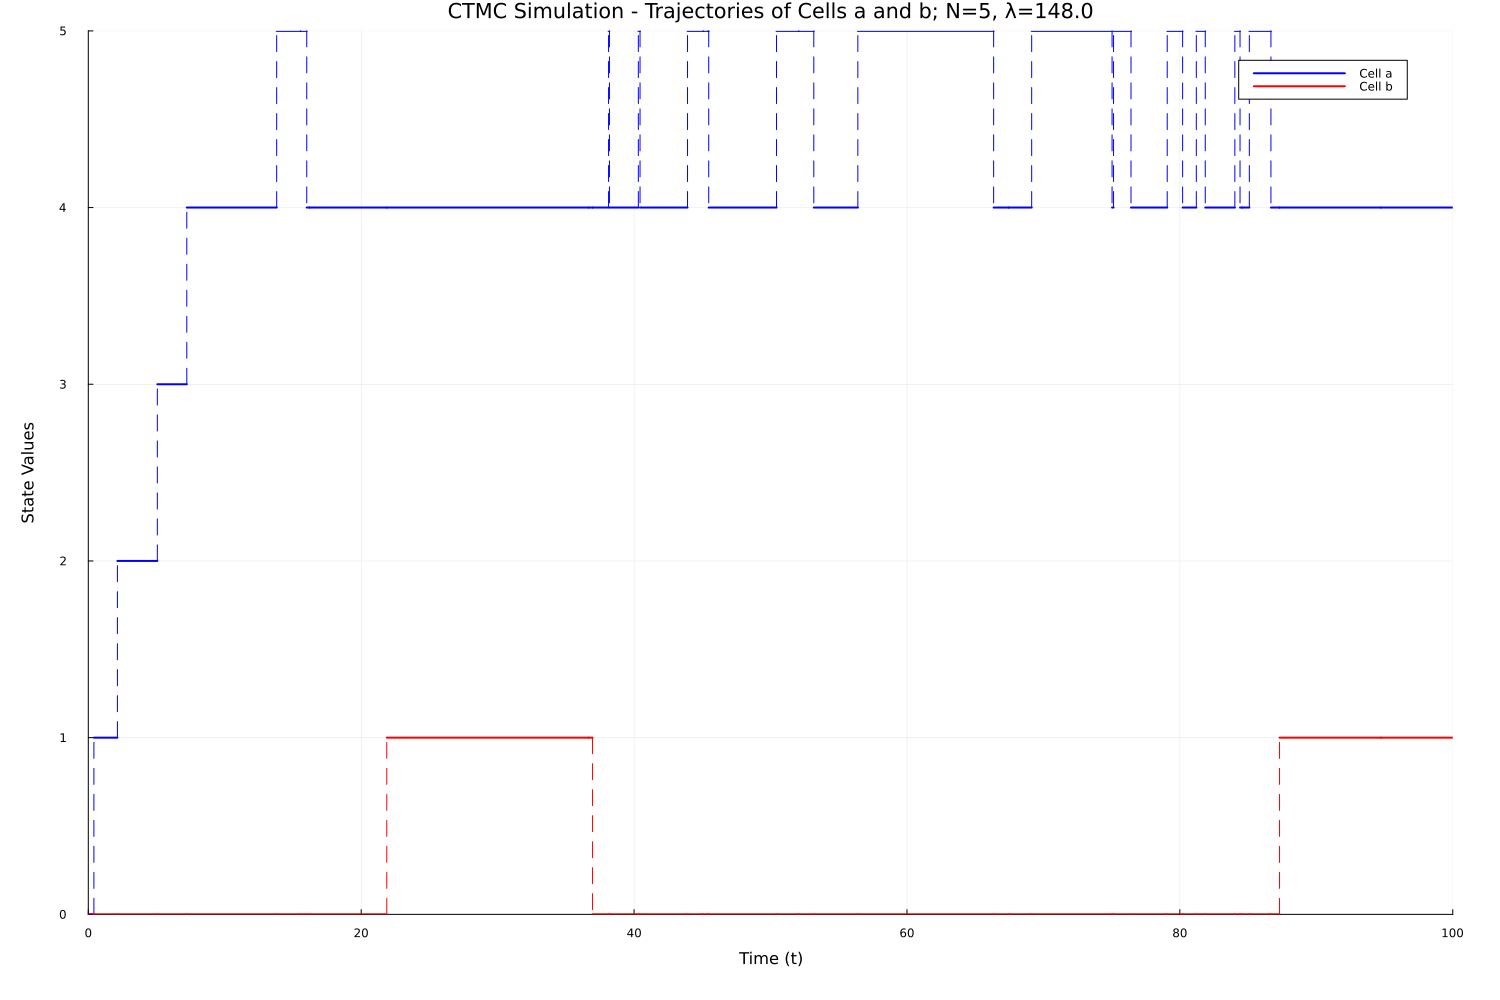 CTMC Simulation - Trajectories of Cells a and b; N=5, λ=148.0
5
Cell a
Cell b
4
3
State Values
2
1
0
0 20 40 60 80 100
Time (t)